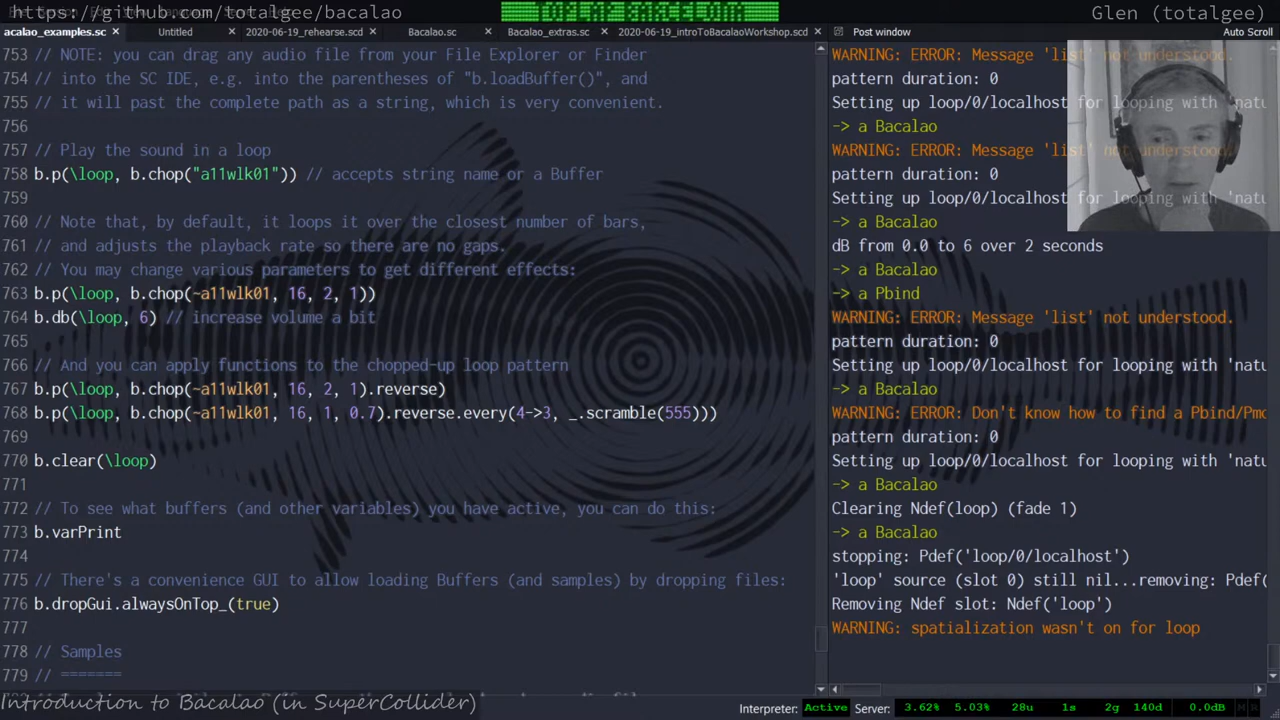 https://github.com/totalgee/bacalao
Glen (totalgee)
acalao_examples.sc
Untitled
2020-06-19_rehearse.scd
Bacalao.sc
Bacalao_extras.sc
2020-06-19_introToBacalaoWorkshop.scd
Post window
Auto Scroll
753 // NOTE: you can drag any audio file from your File Explorer or Finder
754 // into the SC IDE, e.g. into the parentheses of "b.loadBuffer()", and
755 // it will past the complete path as a string, which is very convenient.
756
757 // Play the sound in a loop
758 b.p(\loop, b.chop("a11wlk01")) // accepts string name or a Buffer
759
760 // Note that, by default, it loops it over the closest number of bars,
761 // and adjusts the playback rate so there are no gaps.
762 // You may change various parameters to get different effects:
763 b.p(\loop, b.chop(~a11wlk01, 16, 2, 1))
764 b.db(\loop, 6) // increase volume a bit
765
766 // And you can apply functions to the chopped-up loop pattern
767 b.p(\loop, b.chop(~a11wlk01, 16, 2, 1).reverse)
768 b.p(\loop, b.chop(~a11wlk01, 16, 1, 0.7).reverse.every(4->3, _.scramble(555)))
769
770 b.clear(\loop)
771
772 // To see what buffers (and other variables) you have active, you can do this:
773 b.varPrint
774
775 // There's a convenience GUI to allow loading Buffers (and samples) by dropping files:
776 b.dropGui.alwaysOnTop_(true)
777
778 // Samples
779 // =======
WARNING: ERROR: Message 'list' not understood.
pattern duration: 0
Setting up loop/0/localhost for looping with 'natu
-> a Bacalao
WARNING: ERROR: Message 'list' not understood.
pattern duration: 0
Setting up loop/0/localhost for looping with 'natu
-> a Bacalao
dB from 0.0 to 6 over 2 seconds
-> a Bacalao
-> a Pbind
WARNING: ERROR: Message 'list' not understood.
pattern duration: 0
Setting up loop/0/localhost for looping with 'natu
-> a Bacalao
WARNING: ERROR: Don't know how to find a Pbind/Pmo
pattern duration: 0
Setting up loop/0/localhost for looping with 'natu
-> a Bacalao
Clearing Ndef(loop) (fade 1)
-> a Bacalao
stopping: Pdef('loop/0/localhost')
'loop' source (slot 0) still nil...removing: Pdef(
Removing Ndef slot: Ndef('loop')
WARNING: spatialization wasn't on for loop
Introduction to Bacalao (in SuperCollider)
Interpreter: Active Server: 3.62% 5.03% 28u 1s 2g 140d 0.0dB M R